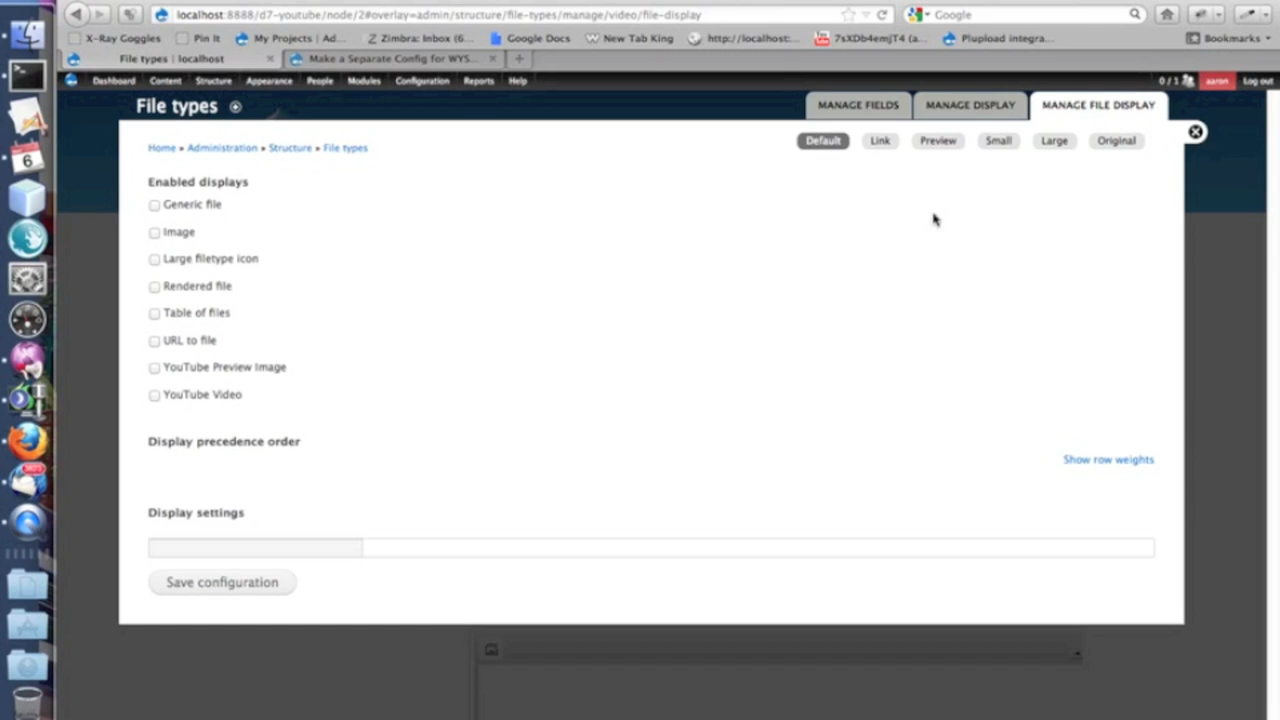 localhost:8888/d7-youtube/node/2#overlay=admin/structure/file-types/manage/video/file-display
Google
X-Ray Goggles
Pin It
My Projects | Ad...
Zimbra: Inbox (6...
Google Docs
New Tab King
http://localhost:...
7sXDb4emjT4 (a...
Plupload integra...
Bookmarks
File types | localhost
Make a Separate Config for WYS...
Dashboard Content Structure Appearance People Modules Configuration Reports Help
0 / 1
aaron
Log out
File types
MANAGE FIELDS
MANAGE DISPLAY
MANAGE FILE DISPLAY
Home » Administration » Structure » File types
Default
Link
Preview
Small
Large
Original
Enabled displays
Generic file
Image
Large filetype icon
Rendered file
Table of files
URL to file
YouTube Preview Image
YouTube Video
Display precedence order
Show row weights
Display settings
Save configuration
6